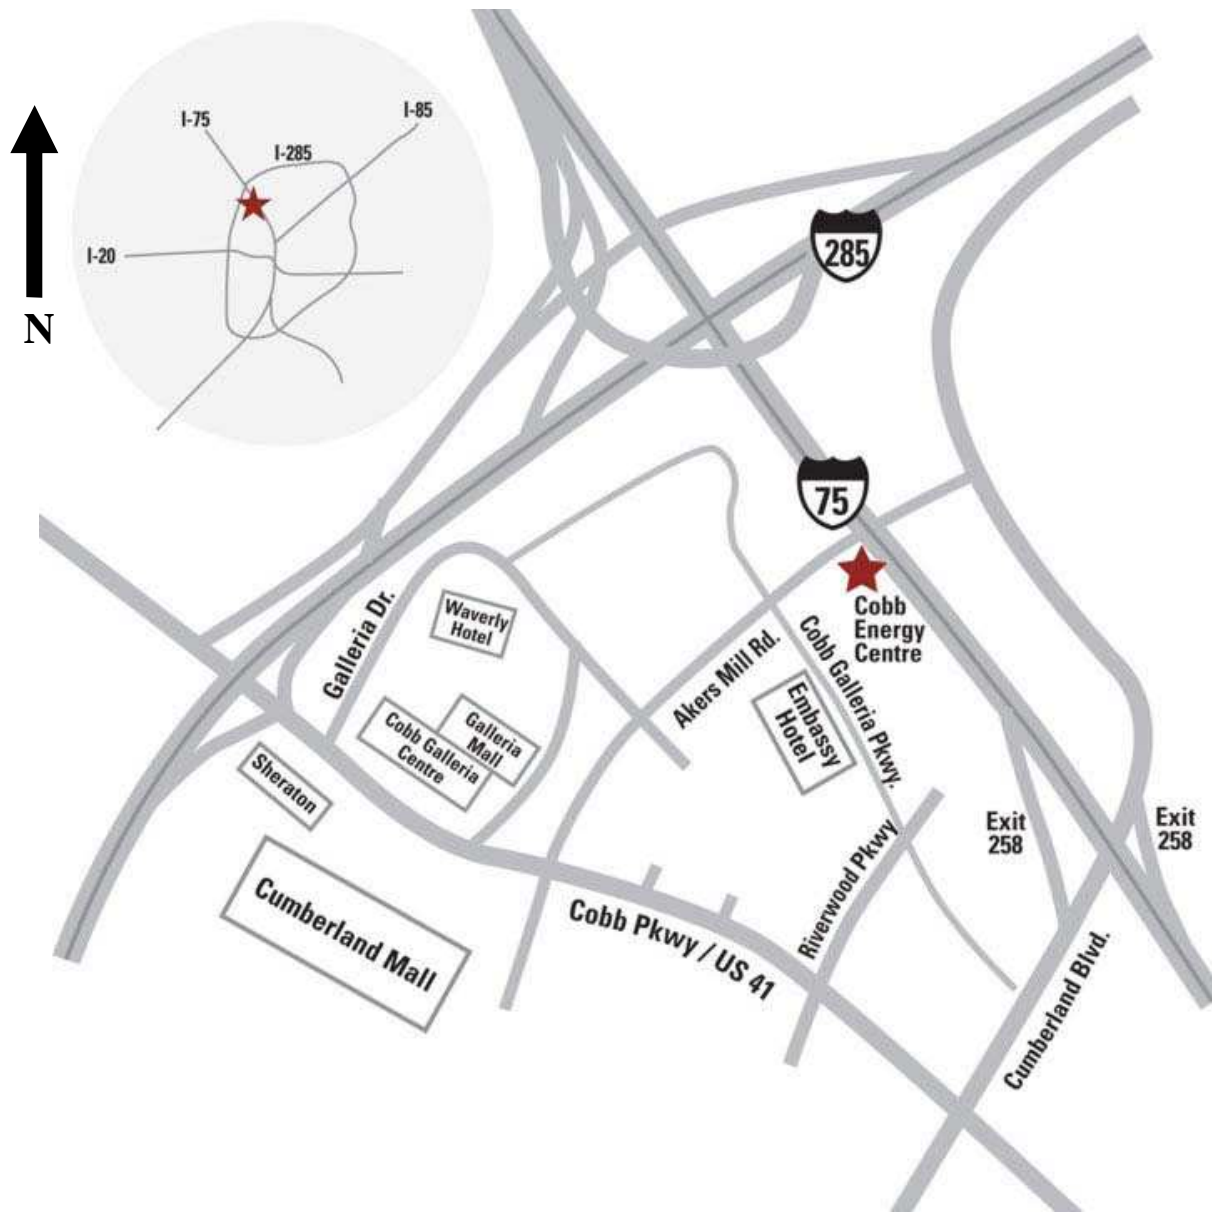 I-75
I-85
I-285
I-20
N
285
75
Waverly
Hotel
Galleria Dr.
Cobb
Energy
Centre
Akers Mill Rd.
Cobb Galleria Pkwy.
Embassy
Hotel
Galleria
Mall
Cobb Galleria
Centre
Sheraton
Exit
258
Exit
258
Riverwood Pkwy
Cumberland Mall
Cobb Pkwy / US 41
Cumberland Blvd.